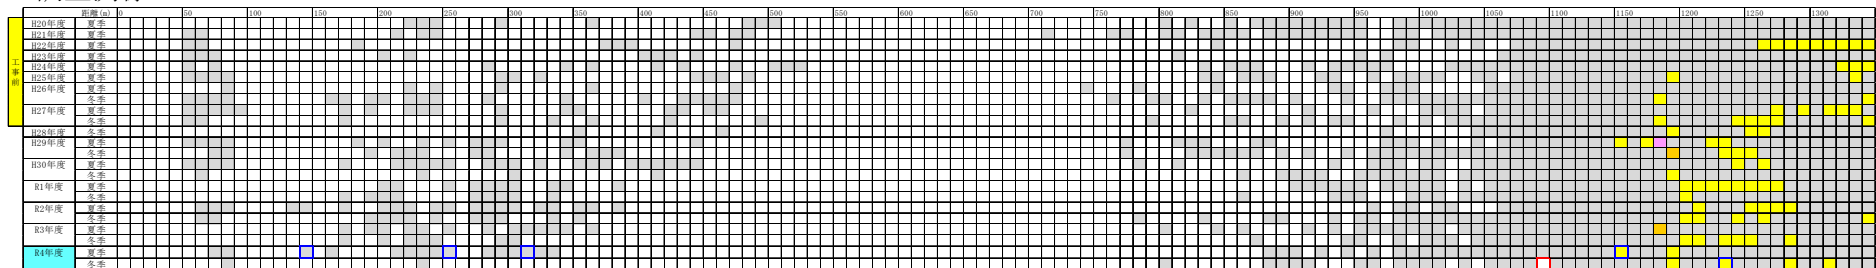 距離(m) 0 50 100 150 200 250 300 350 400 450 500 550 600 650 700 750 800 850 900 950 1000 1050 1100 1150 1200 1250 1300
工事前
H20年度 夏季
H21年度 夏季
H22年度 夏季
H23年度 夏季
H24年度 夏季
H25年度 夏季
H26年度 夏季
冬季
H27年度 夏季
冬季
H28年度 冬季
H29年度 夏季
冬季
H30年度 夏季
冬季
R1年度 夏季
冬季
R2年度 夏季
冬季
R3年度 夏季
冬季
R4年度 夏季
冬季